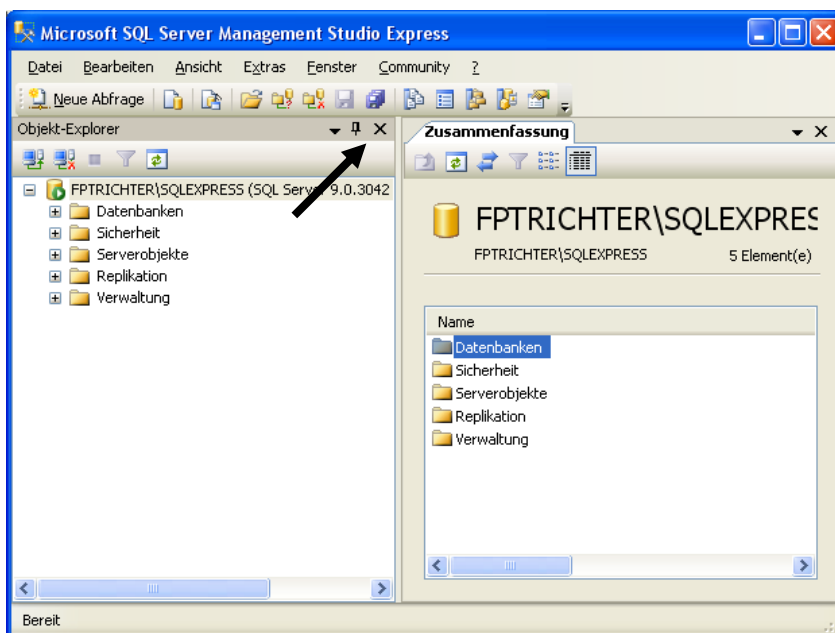 Microsoft SQL Server Management Studio Express
Datei Bearbeiten Ansicht Extras Fenster Community ?
Neue Abfrage
Objekt-Explorer
FPTRICHTER\SQLEXPRESS (SQL Server 9.0.3042
Datenbanken
Sicherheit
Serverobjekte
Replikation
Verwaltung
Zusammenfassung
FPTRICHTER\SQLEXPRES
FPTRICHTER\SQLEXPRESS 5 Element(e)
Name
Datenbanken
Sicherheit
Serverobjekte
Replikation
Verwaltung
Bereit